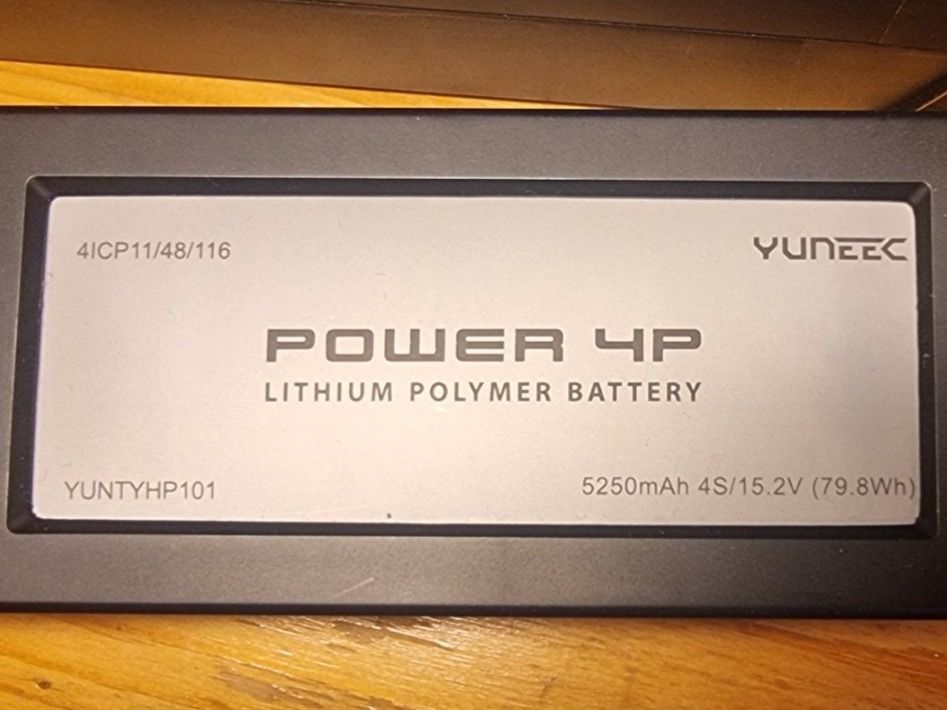 4ICP11/48/116
YUNEEC
POWER 4P
LITHIUM POLYMER BATTERY
YUNTYHP101
5250mAh 4S/15.2V (79.8Wh)